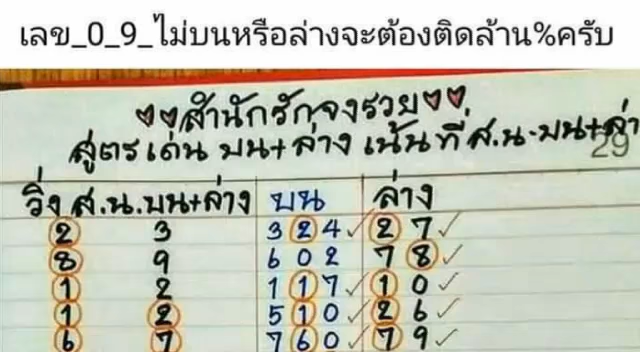 เลข_0_9_ไม่บนหรือล่างจะต้องติดล้าน%ครับ
♥♥สำนักรักจงรวย♥♥
สูตรเด่น บน+ล่าง เน้นที่ ส.น.บน+ล่า
29
วิ่ง ส.น.บน+ล่าง บน ล่าง
2 3 324✓ 27✓
8 9 602 78✓
1 2 117✓ 10✓
1 2 510✓ 26✓
6 7 760✓ 79✓